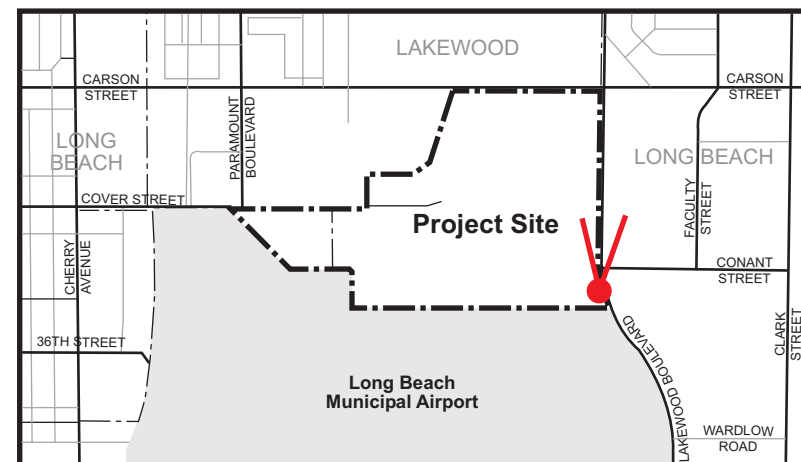 LAKEWOOD
CARSON
STREET
CARSON
STREET
PARAMOUNT
BOULEVARD
LONG
BEACH
LONG BEACH
COVER STREET
FACULTY
STREET
Project Site
CHERRY
AVENUE
CONANT
STREET
CLARK
STREET
36TH STREET
LAKEWOOD BOULEVARD
Long Beach
Municipal Airport
WARDLOW
ROAD